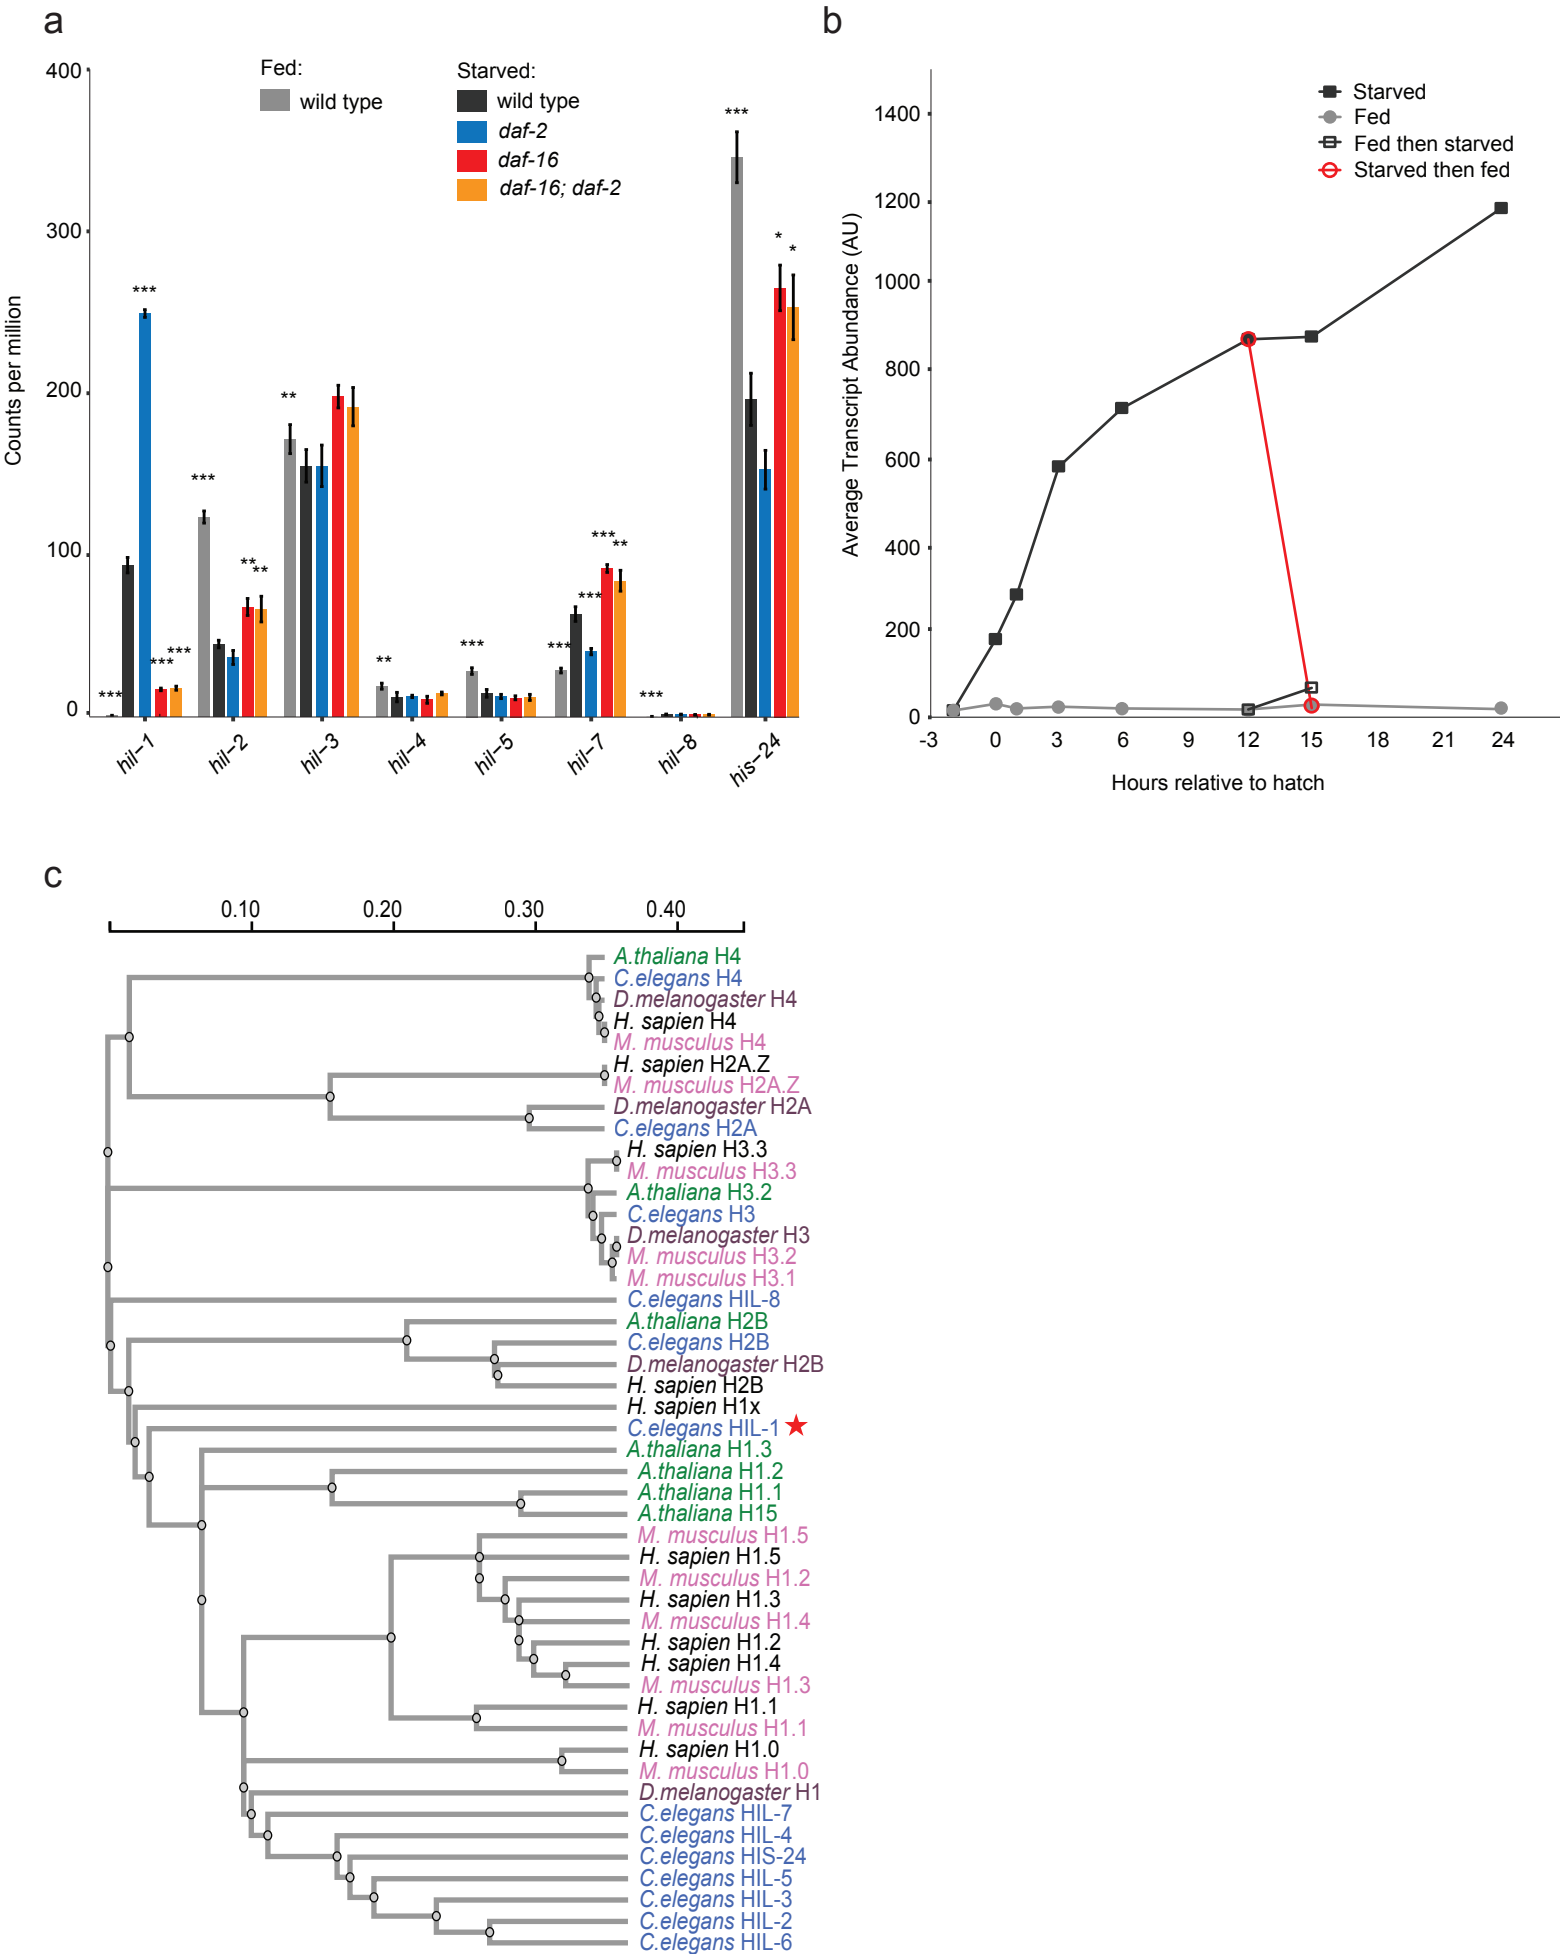 a
400
300
200
100
0
Counts per million
Fed:
wild type
Starved:
wild type
daf-2
daf-16
daf-16; daf-2
***
***
***
***
***
**
**
**
**
***
***
***
***
**
***
***
*
*
hil-1
hil-2
hil-3
hil-4
hil-5
hil-7
hil-8
his-24
b
1400
1200
1000
800
600
400
200
0
Average Transcript Abundance (AU)
Starved
Fed
Fed then starved
Starved then fed
-3 0 3 6 9 12 15 18 21 24
Hours relative to hatch
c
0.10 0.20 0.30 0.40
A.thaliana H4
C.elegans H4
D.melanogaster H4
H. sapien H4
M. musculus H4
H. sapien H2A.Z
M. musculus H2A.Z
D.melanogaster H2A
C.elegans H2A
H. sapien H3.3
M. musculus H3.3
A.thaliana H3.2
C.elegans H3
D.melanogaster H3
M. musculus H3.2
M. musculus H3.1
C.elegans HIL-8
A.thaliana H2B
C.elegans H2B
D.melanogaster H2B
H. sapien H2B
H. sapien H1x
C.elegans HIL-1
A.thaliana H1.3
A.thaliana H1.2
A.thaliana H1.1
A.thaliana H15
M. musculus H1.5
H. sapien H1.5
M. musculus H1.2
H. sapien H1.3
M. musculus H1.4
H. sapien H1.2
H. sapien H1.4
M. musculus H1.3
H. sapien H1.1
M. musculus H1.1
H. sapien H1.0
M. musculus H1.0
D.melanogaster H1
C.elegans HIL-7
C.elegans HIL-4
C.elegans HIS-24
C.elegans HIL-5
C.elegans HIL-3
C.elegans HIL-2
C.elegans HIL-6